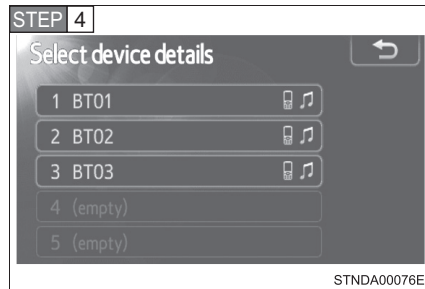 STEP 4
Select device details
1 BT01
2 BT02
3 BT03
4 (empty)
5 (empty)
STNDA00076E